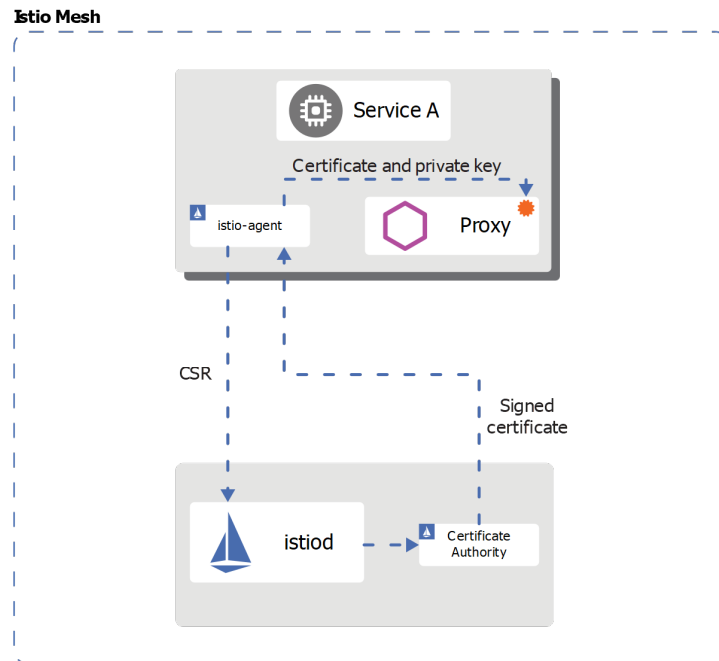 Istio Mesh
Service A
Certificate and private key
istio-agent
Proxy
CSR
Signed
certificate
istiod
Certificate
Authority